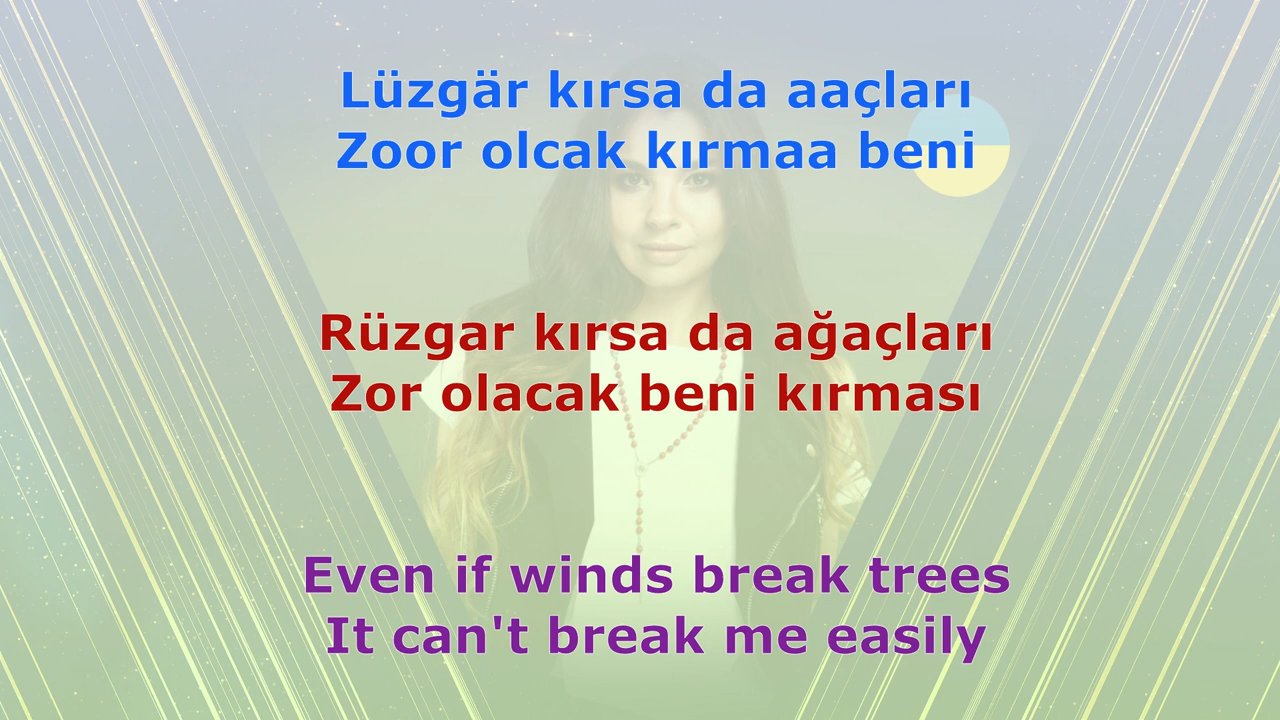 Lüzgär kırsa da aaçları
Zoor olcak kırmaa beni
Rüzgar kırsa da ağaçları
Zor olacak beni kırması
Even if winds break trees
It can't break me easily